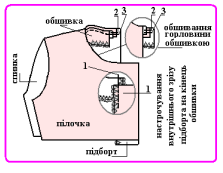 2 3
2 3
обшивка
обшивання
горловини
обшивкою
1
спинка
1
пілочка
підборт
настрочування
внутрішнього зрізу
підборта на кінець
обшивки